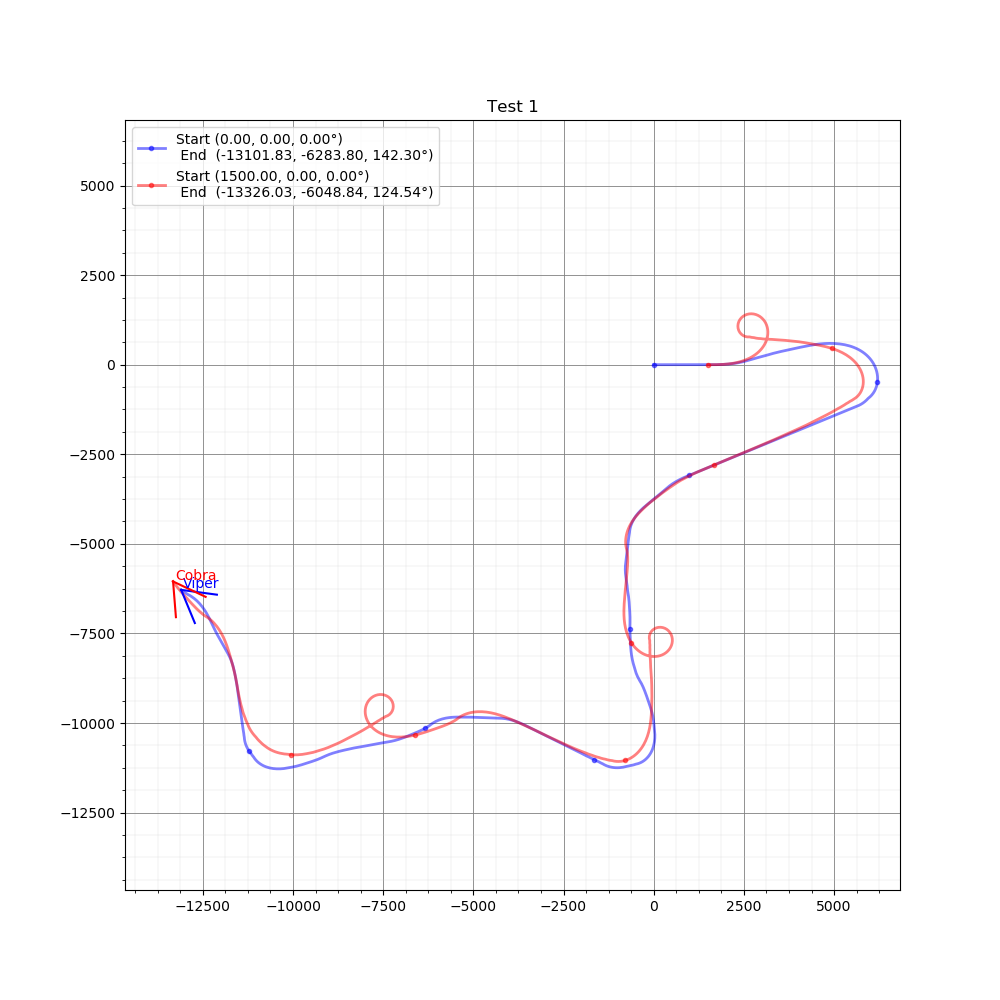 Test 1
Start (0.00, 0.00, 0.00°)
End  (-13101.83, -6283.80, 142.30°)
Start (1500.00, 0.00, 0.00°)
End  (-13326.03, -6048.84, 124.54°)
5000
2500
0
−2500
−5000
−7500
−10000
−12500
Cobra
Viper
−12500 −10000 −7500 −5000 −2500 0 2500 5000